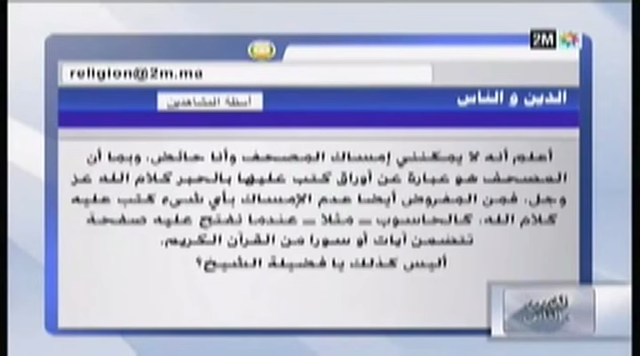 2M
religion@2m.ma
الدين و الناس
أسئلة المشاهدين
أعلم أنه لا يمكنني إمساك المصحف وأنا حائض، وبما أن
المصحف هو عبارة عن أوراق كتب عليها بالحبر كلام الله عز
وجل، فمن المفروض أيضا عدم الإمساك بأي شيء كتب عليه
كلام الله، كالحاسوب _ مثلا _ عندما نفتح عليه صفحة
تتضمن آيات أو سورا من القرآن الكريم.
أليس كذلك يا فضيلة الشيخ؟